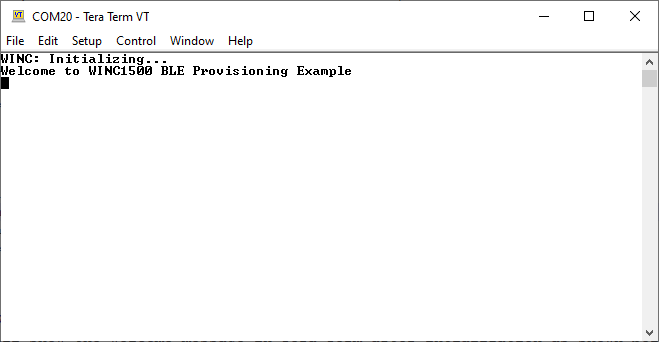 COM20 - Tera Term VT
File Edit Setup Control Window Help
WINC: Initializing...
Welcome to WINC1500 BLE Provisioning Example